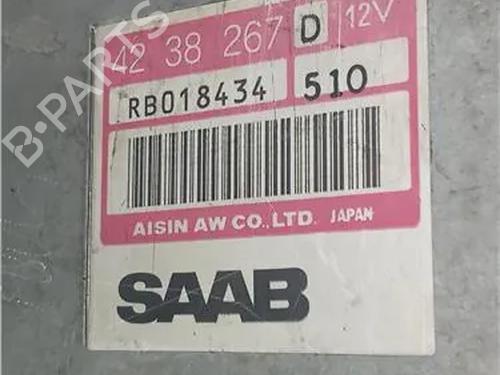 42 38 267 D 12V
RB018434 510
AISIN AW CO., LTD. JAPAN
SAAB
B-PARTS